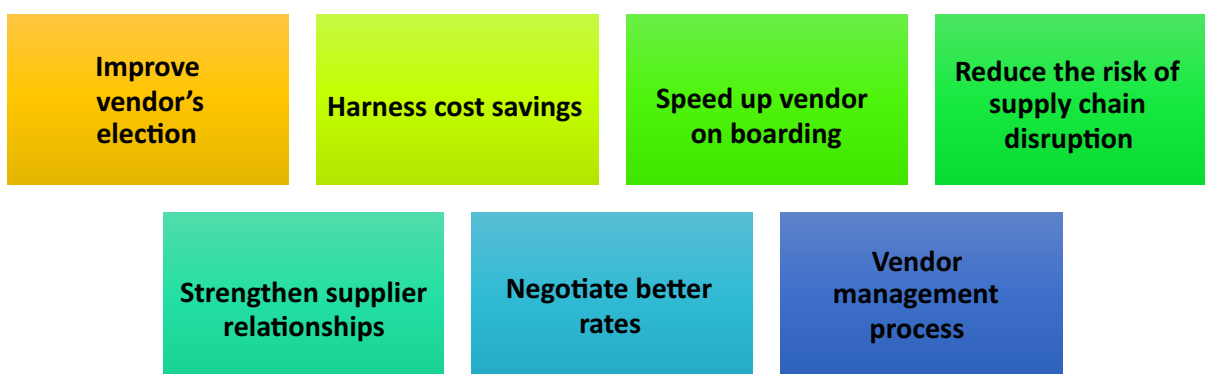 Improve
vendor’s
election
Harness cost savings
Speed up vendor
on boarding
Reduce the risk of
supply chain
disruption
Strengthen supplier
relationships
Negotiate better
rates
Vendor
management
process